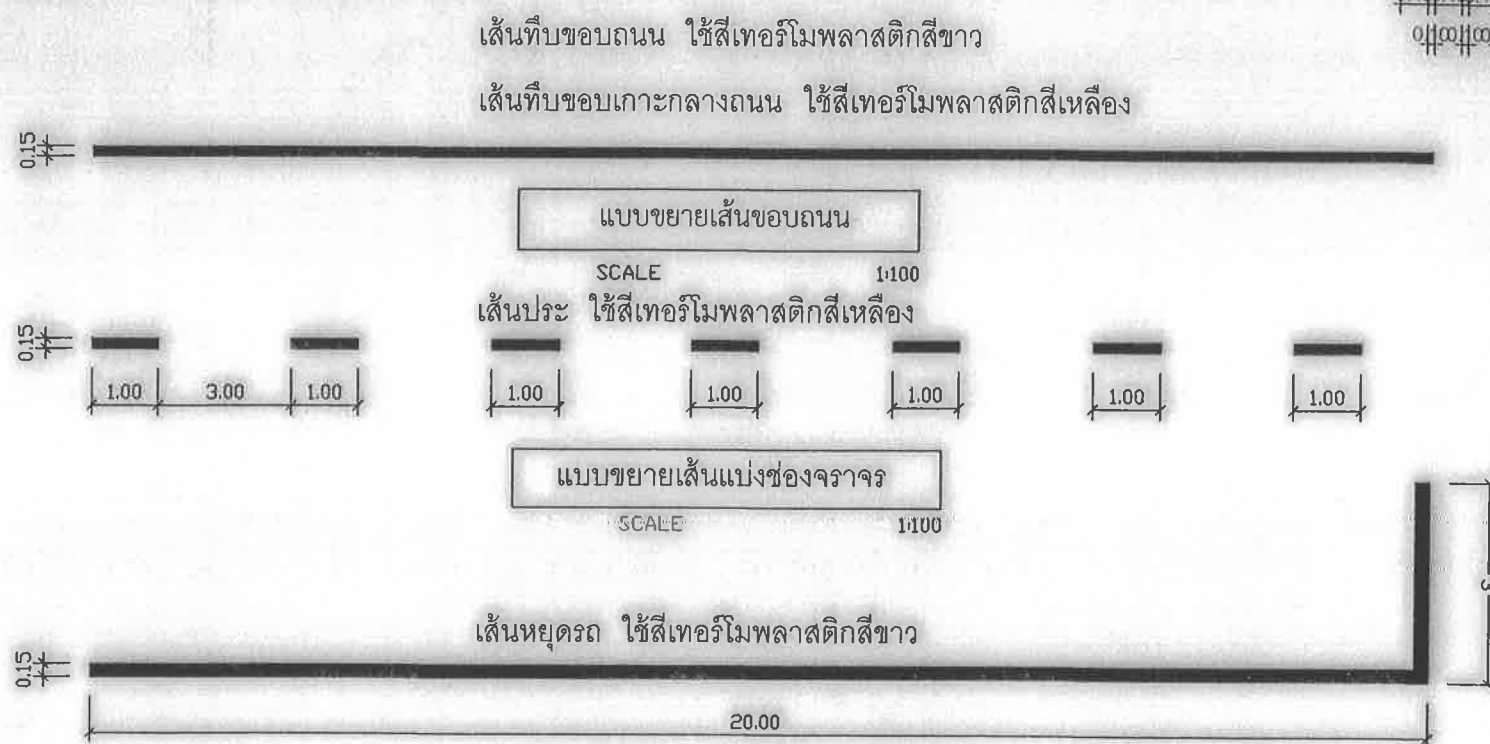 เส้นทึบขอบถนน ใช้สีเทอร์โมพลาสติกสีขาว
เส้นทึบขอบเกาะกลางถนน ใช้สีเทอร์โมพลาสติกสีเหลือง
0.15
แบบขยายเส้นขอบถนน
SCALE 1:100
เส้นประ ใช้สีเทอร์โมพลาสติกสีเหลือง
0.15
1.00 3.00 1.00 1.00 1.00 1.00 1.00 1.00
แบบขยายเส้นแบ่งช่องจราจร
SCALE 1:100
เส้นหยุดรถ ใช้สีเทอร์โมพลาสติกสีขาว
0.15
20.00